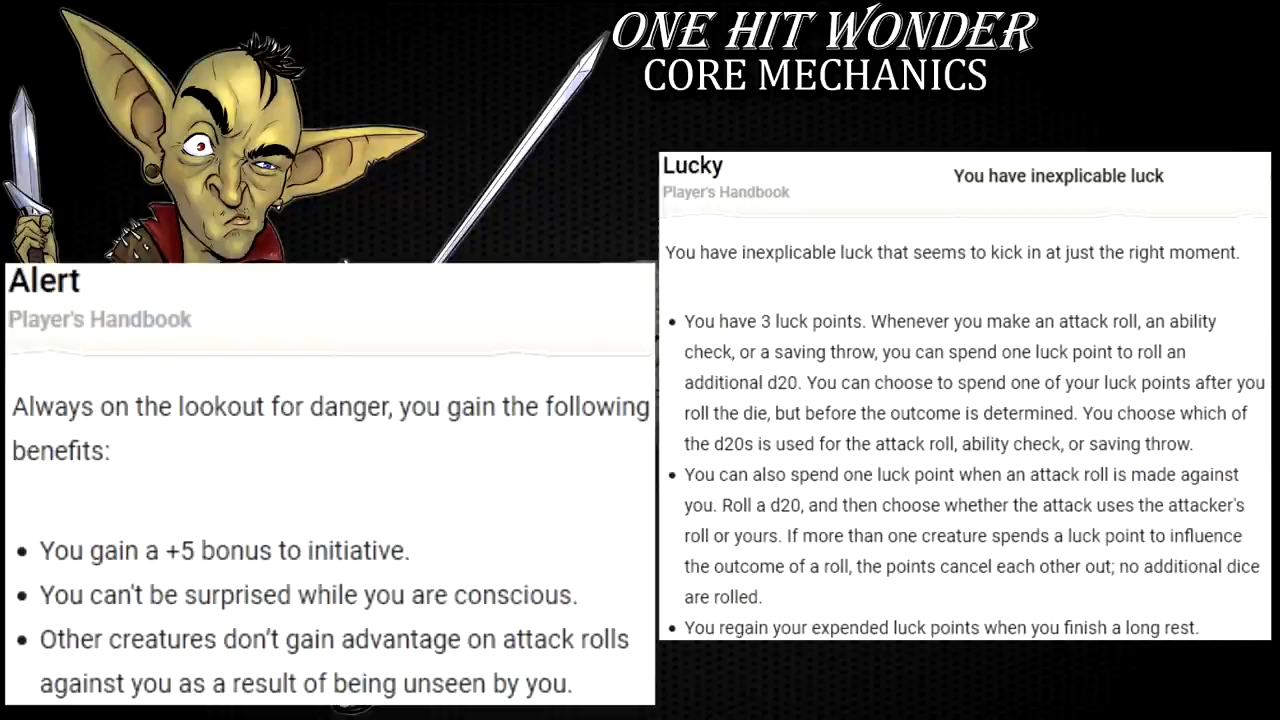 ONE HIT WONDER
CORE MECHANICS
Alert
Player's Handbook
Always on the lookout for danger, you gain the following
benefits:
• You gain a +5 bonus to initiative.
• You can't be surprised while you are conscious.
• Other creatures don’t gain advantage on attack rolls
against you as a result of being unseen by you.
Lucky
Player's Handbook
You have inexplicable luck
You have inexplicable luck that seems to kick in at just the right moment.
• You have 3 luck points. Whenever you make an attack roll, an ability
check, or a saving throw, you can spend one luck point to roll an
additional d20. You can choose to spend one of your luck points after you
roll the die, but before the outcome is determined. You choose which of
the d20s is used for the attack roll, ability check, or saving throw.
• You can also spend one luck point when an attack roll is made against
you. Roll a d20, and then choose whether the attack uses the attacker's
roll or yours. If more than one creature spends a luck point to influence
the outcome of a roll, the points cancel each other out; no additional dice
are rolled.
• You regain your expended luck points when you finish a long rest.